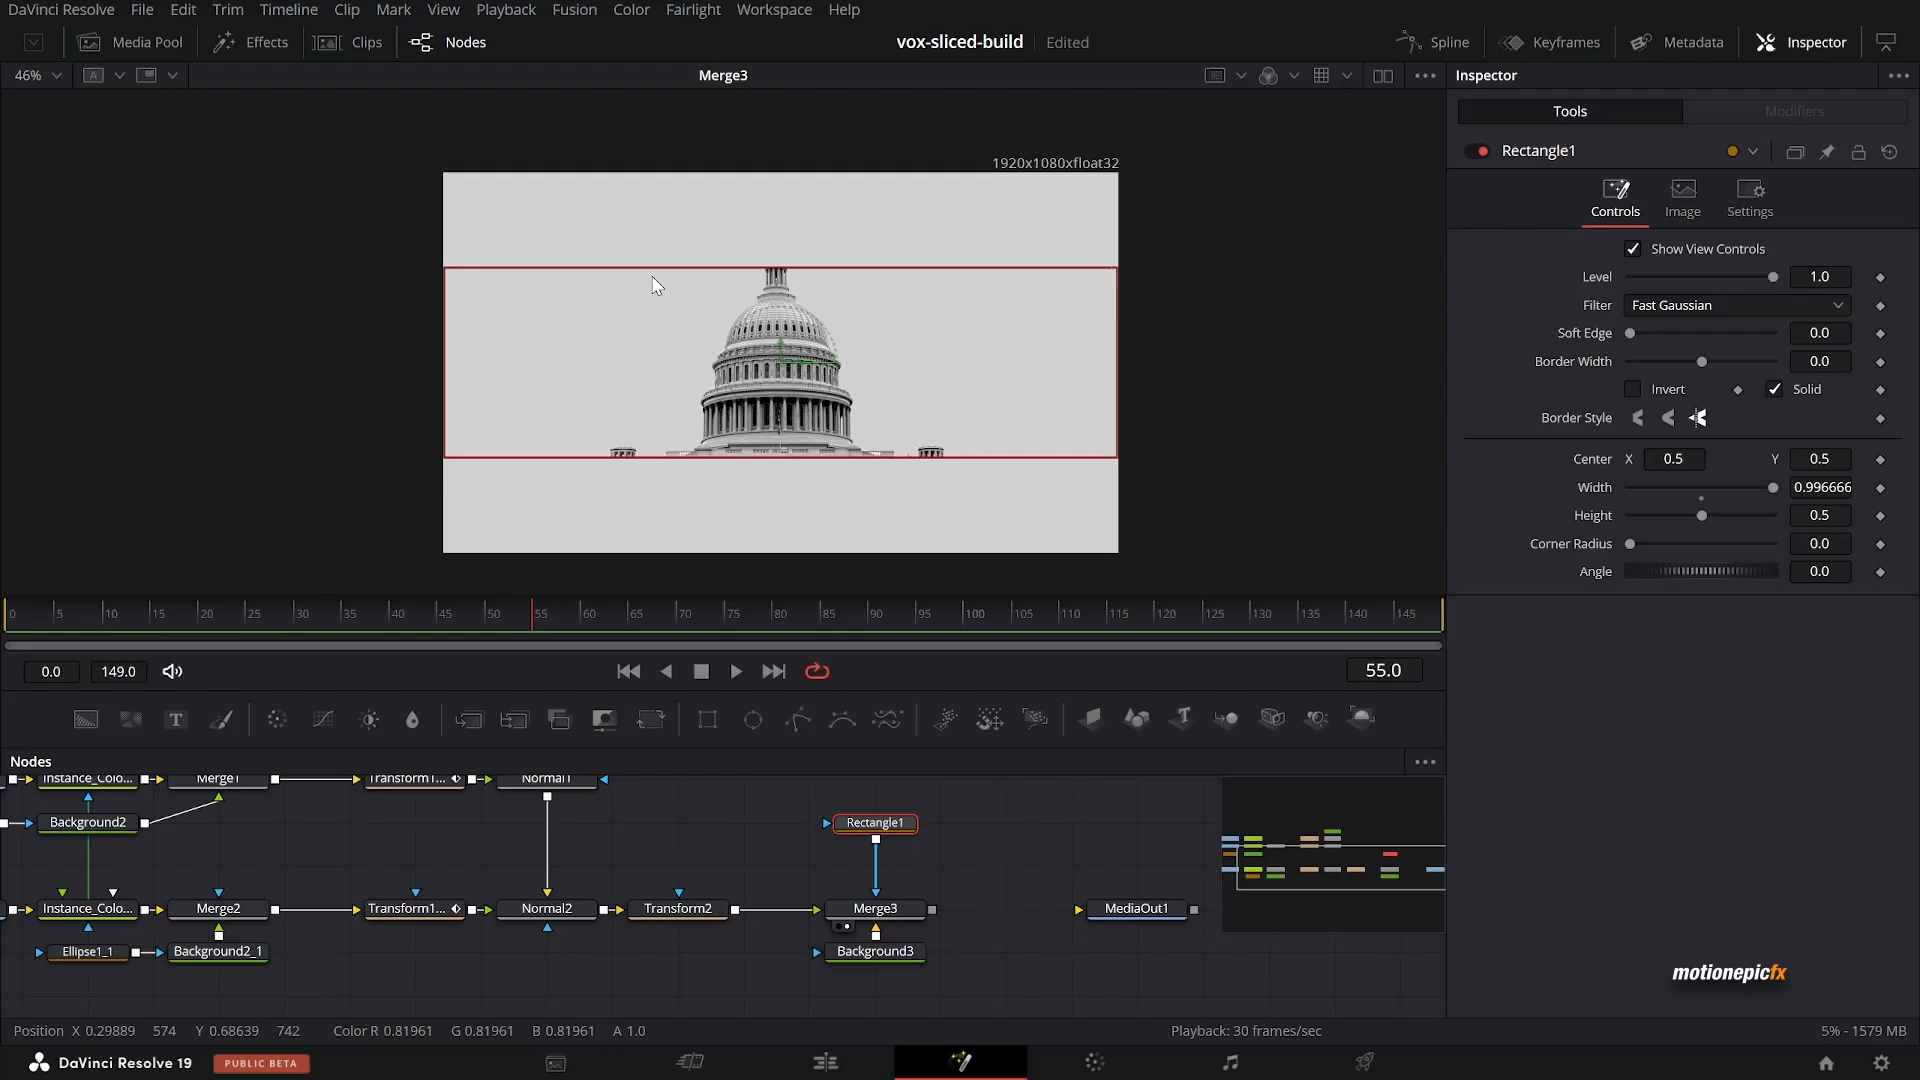 DaVinci Resolve File Edit Trim Timeline Clip Mark View Playback Fusion Color Fairlight Workspace Help
Media Pool Effects Clips Nodes vox-sliced-build Edited Spline Keyframes Metadata Inspector
46% A Merge3 Inspector
Tools Modifiers
Rectangle1
1920x1080xfloat32
Controls Image Settings
Show View Controls
Level 1.0
Filter Fast Gaussian
Soft Edge 0.0
Border Width 0.0
Invert Solid
Border Style
Center X 0.5 Y 0.5
Width 0.996666
Height 0.5
Corner Radius 0.0
Angle 0.0
0 5 10 15 20 25 30 35 40 45 50 55 60 65 70 75 80 85 90 95 100 105 110 115 120 125 130 135 140 145
0.0 149.0 55.0
T T
Nodes
Instance_Colo... Merge1 Transform1... Normal1
Background2 Rectangle1
Instance_Colo... Merge2 Transform1... Normal2 Transform2 Merge3 MediaOut1
Ellipse1_1 Background2_1 Background3
motionepicfx
Position X 0.29889 574 Y 0.68639 742 Color R 0.81961 G 0.81961 B 0.81961 A 1.0 Playback: 30 frames/sec 5% - 1579 MB
DaVinci Resolve 19 PUBLIC BETA